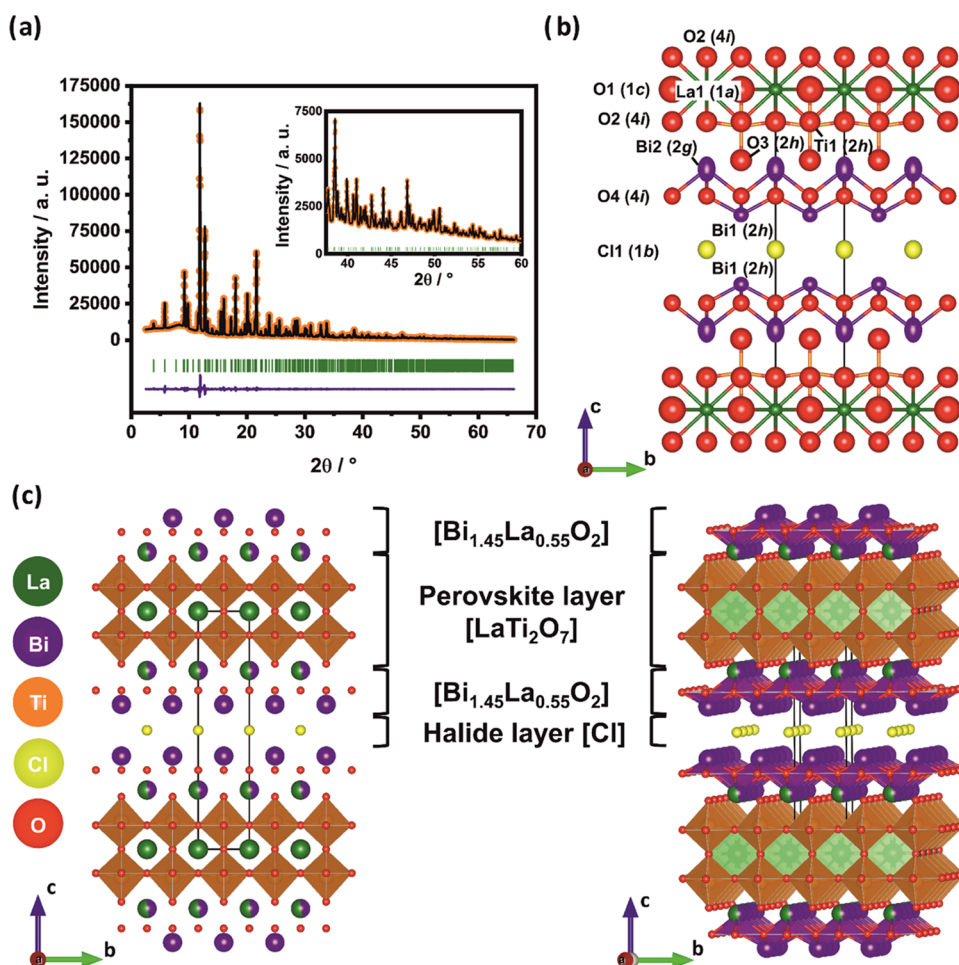 (a)
175000
150000
125000
100000
75000
50000
25000
0
Intensity / a. u.
0 10 20 30 40 50 60 70
2θ / °
7500
5000
2500
0
Intensity / a. u.
40 45 50 55 60
2θ / °
(b)
O2 (4i)
O1 (1c)
La1 (1a)
O2 (4i)
O3 (2h)
Ti1 (2h)
Bi2 (2g)
O4 (4i)
Bi1 (2h)
Cl1 (1b)
Bi1 (2h)
c
a
b
(c)
La
Bi
Ti
Cl
O
[Bi₁.₄₅La₀.₅₅O₂]
Perovskite layer
[LaTi₂O₇]
[Bi₁.₄₅La₀.₅₅O₂]
Halide layer [Cl]
c
a
b
c
a
b